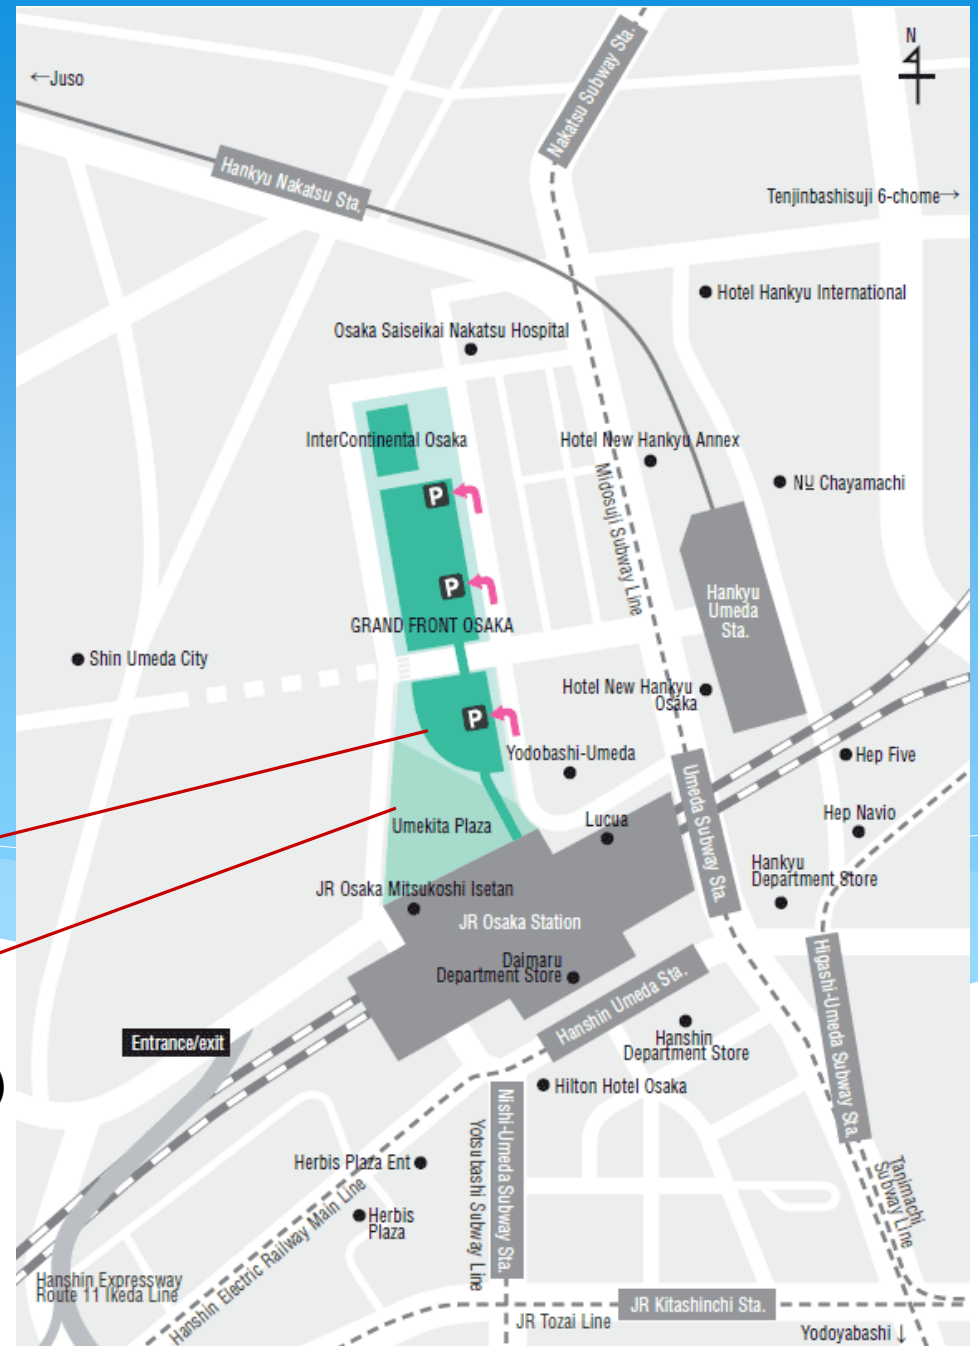 N
←Juso
Nakatsu Subway Sta.
Hankyu Nakatsu Sta.
Tenjinbashisuji 6-chome→
Hotel Hankyu International
Osaka Saiseikai Nakatsu Hospital
InterContinental Osaka
Hotel New Hankyu Annex
NU Chayamachi
P
Midosuji Subway Line
P
Hankyu
Umeda
Sta.
GRAND FRONT OSAKA
Shin Umeda City
Hotel New Hankyu
Osaka
P
Yodobashi-Umeda
Hep Five
Umeda Subway Sta.
Umekita Plaza
Lucua
Hep Navio
Hankyu
Department Store
JR Osaka Mitsukoshi Isetan
JR Osaka Station
Daimaru
Department Store
Hanshin Umeda Sta.
Higashi-Umeda Subway Sta.
Entrance/exit
Hanshin
Department Store
)
Hilton Hotel Osaka
Nishi-Umeda Subway Sta.
Yotsubashi Subway Line
Herbis Plaza Ent
Herbis
Plaza
Tanimachi
Subway Line
Hanshin Electric Railway Main Line
Hanshin Expressway
Route 11 Ikeda Line
JR Kitashinchi Sta.
JR Tozai Line
Yodoyabashi ↓